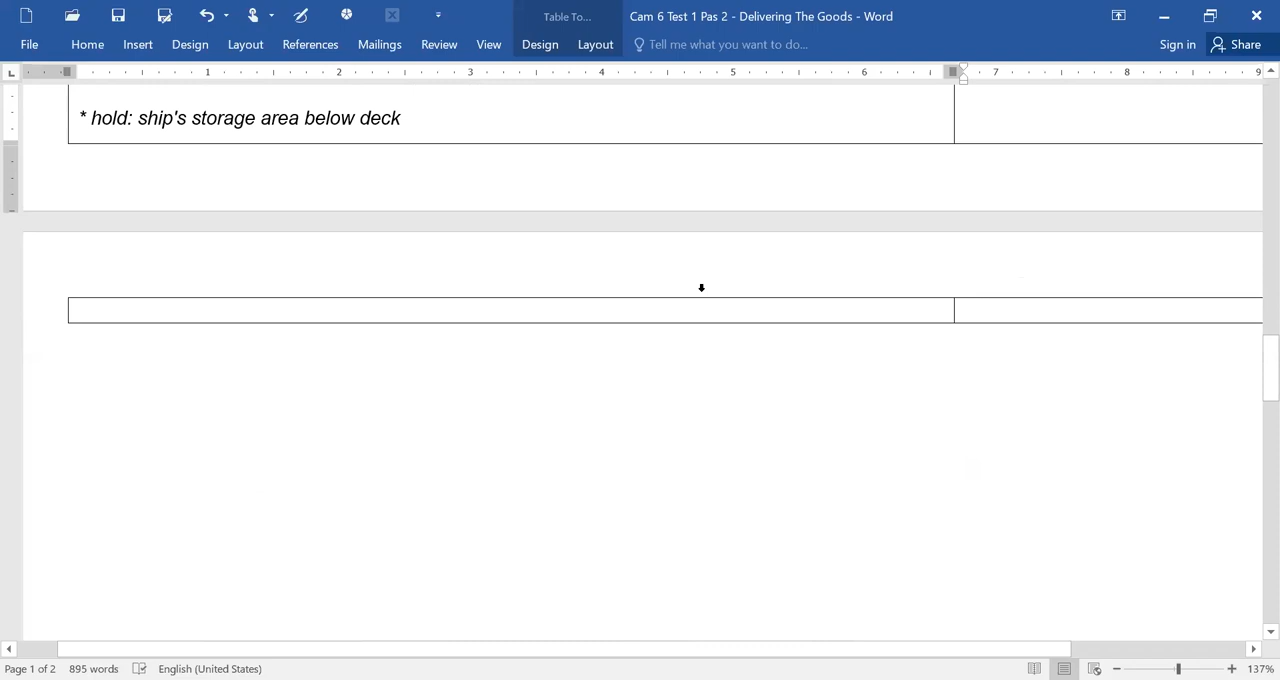 Table To...
Cam 6 Test 1 Pas 2 - Delivering The Goods - Word
File Home Insert Design Layout References Mailings Review View Design Layout Tell me what you want to do... Sign in Share
L 1 2 3 4 5 6 7 8 9
* hold: ship's storage area below deck
Page 1 of 2 895 words English (United States) 137%